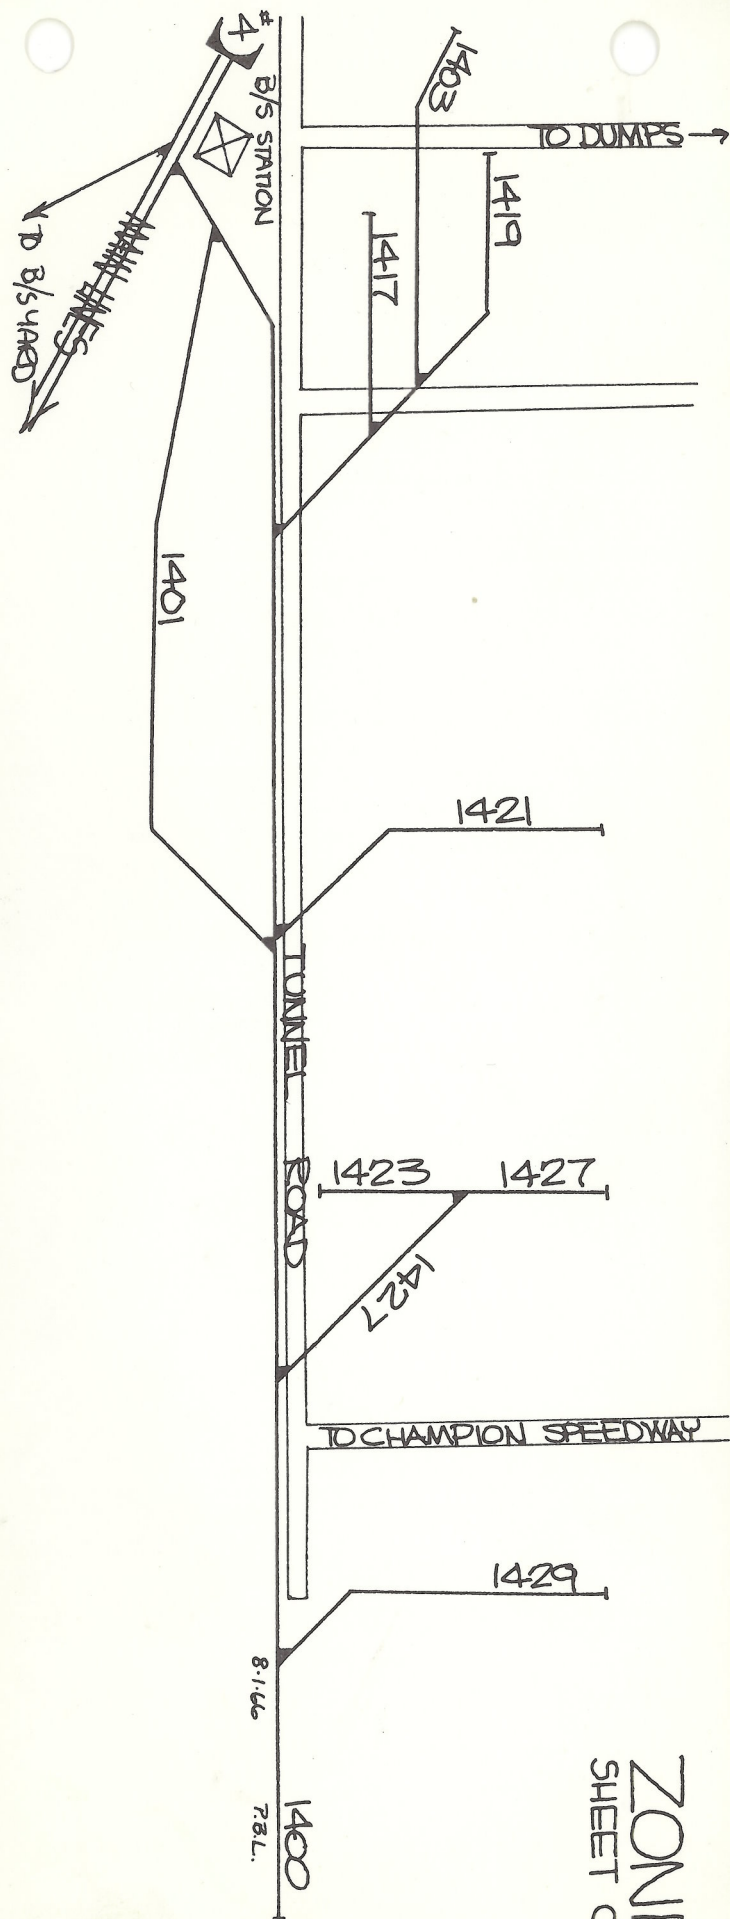 #4
B/S STATION
1403
TO DUMPS →
1419
1417
MAIN LINES
TO B/S YARD
1401
1421
TUNNEL ROAD
1423
1427
1427
TO CHAMPION SPEEDWAY
1429
8.1.66
P.B.L.
1400
SHEET